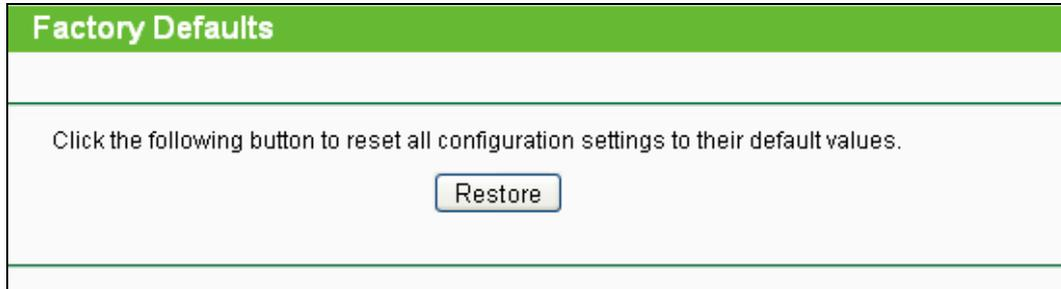 Factory Defaults
Click the following button to reset all configuration settings to their default values.
Restore